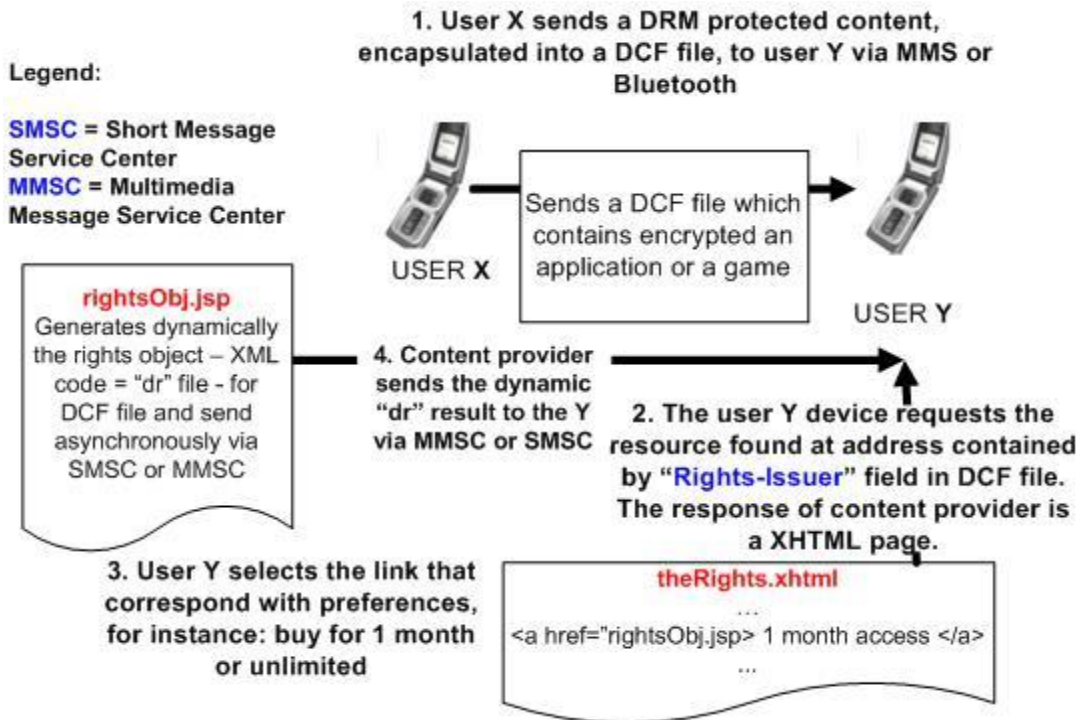 1. User X sends a DRM protected content,
encapsulated into a DCF file, to user Y via MMS or
Bluetooth
Legend:
SMSC = Short Message
Service Center
MMSC = Multimedia
Message Service Center
Sends a DCF file which
contains encrypted an
application or a game
USER X
USER Y
rightsObj.jsp
Generates dynamically
the rights object – XML
code = “dr” file - for
DCF file and send
asynchronously via
SMSC or MMSC
4. Content provider
sends the dynamic
“dr” result to the Y
via MMSC or SMSC
2. The user Y device requests the
resource found at address contained
by “Rights-Issuer” field in DCF file.
The response of content provider is
a XHTML page.
3. User Y selects the link that
correspond with preferences,
for instance: buy for 1 month
or unlimited
theRights.xhtml
...
<a href=”rightsObj.jsp> 1 month access </a>
...